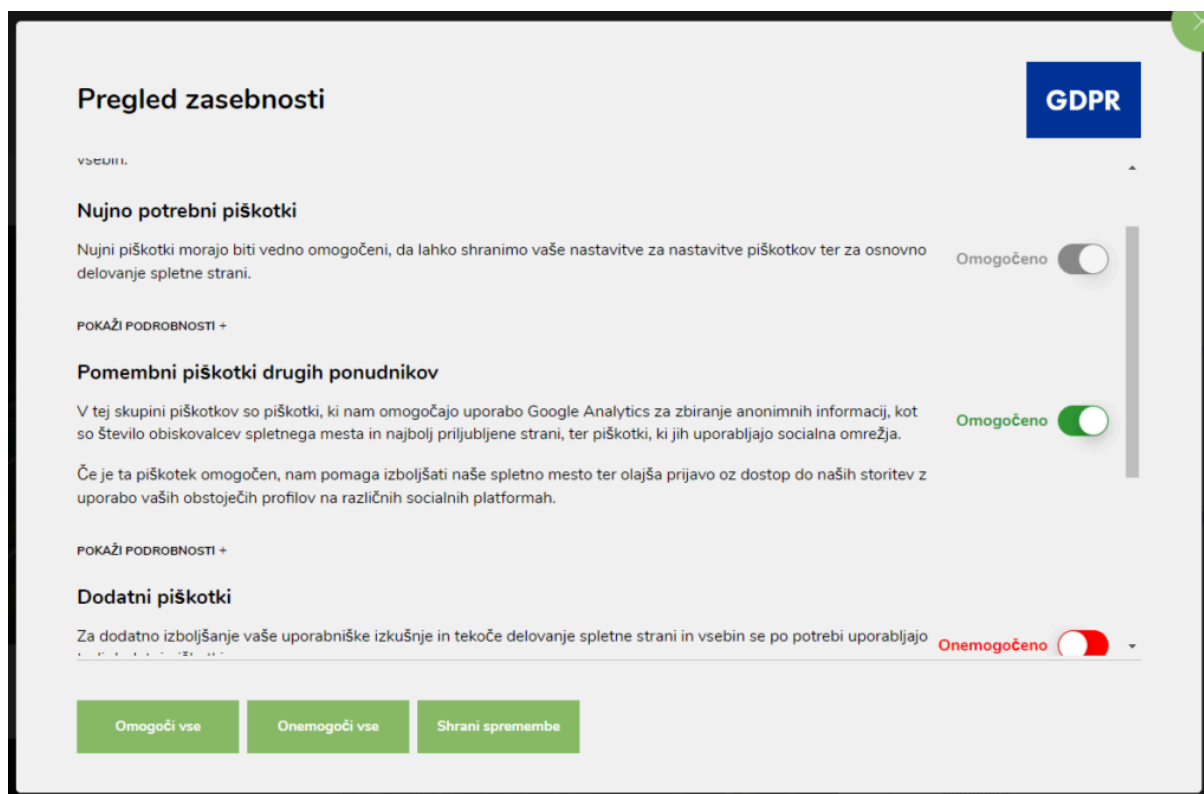 Pregled zasebnosti
GDPR
vsebin.
Nujno potrebni piškotki
Nujni piškotki morajo biti vedno omogočeni, da lahko shranimo vaše nastavitve za nastavitve piškotkov ter za osnovno
delovanje spletne strani.
Omogočeno
POKAŽI PODROBNOSTI +
Pomembni piškotki drugih ponudnikov
V tej skupini piškotkov so piškotki, ki nam omogočajo uporabo Google Analytics za zbiranje anonimnih informacij, kot
so število obiskovalcev spletnega mesta in najbolj priljubljene strani, ter piškotki, ki jih uporabljajo socialna omrežja.
Omogočeno
Če je ta piškotek omogočen, nam pomaga izboljšati naše spletno mesto ter olajša prijavo oz dostop do naših storitev z
uporabo vaših obstoječih profilov na različnih socialnih platformah.
POKAŽI PODROBNOSTI +
Dodatni piškotki
Za dodatno izboljšanje vaše uporabniške izkušnje in tekoče delovanje spletne strani in vsebin se po potrebi uporabljajo
Onemogočeno
Omogoči vse
Onemogoči vse
Shrani spremembe